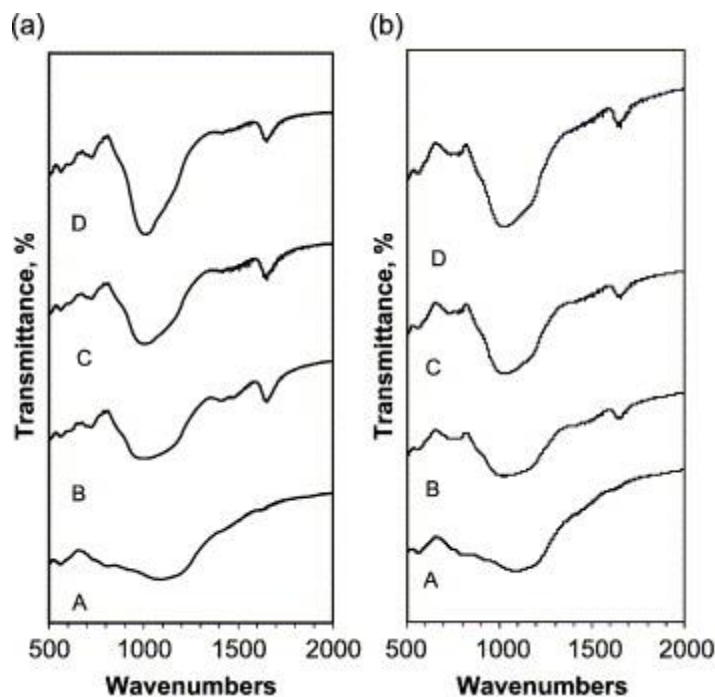 (a)
Transmittance, %
D
C
B
A
500 1000 1500 2000
Wavenumbers
(b)
Transmittance, %
D
C
B
A
500 1000 1500 2000
Wavenumbers